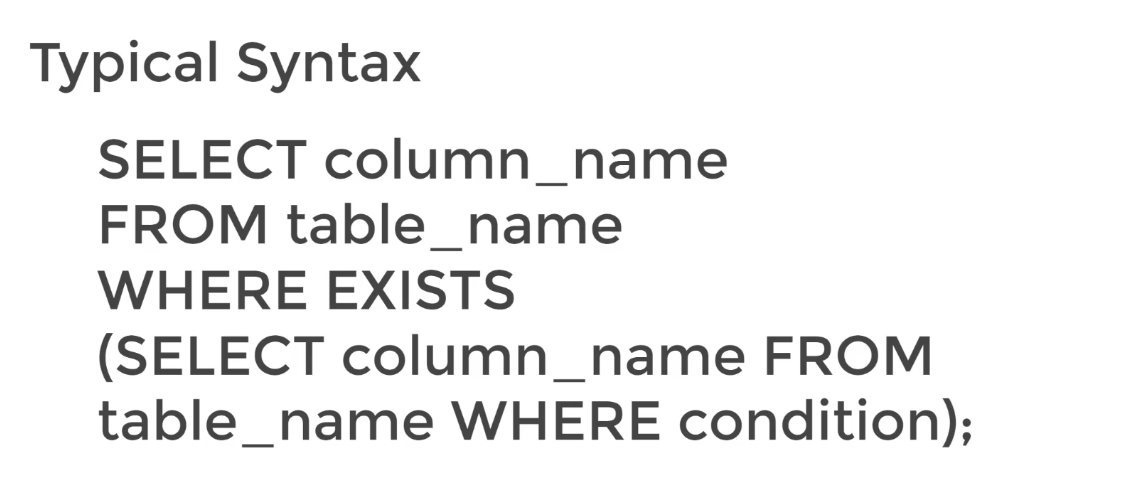 Typical Syntax
SELECT column_name
FROM table_name
WHERE EXISTS
(SELECT column_name FROM
table_name WHERE condition);